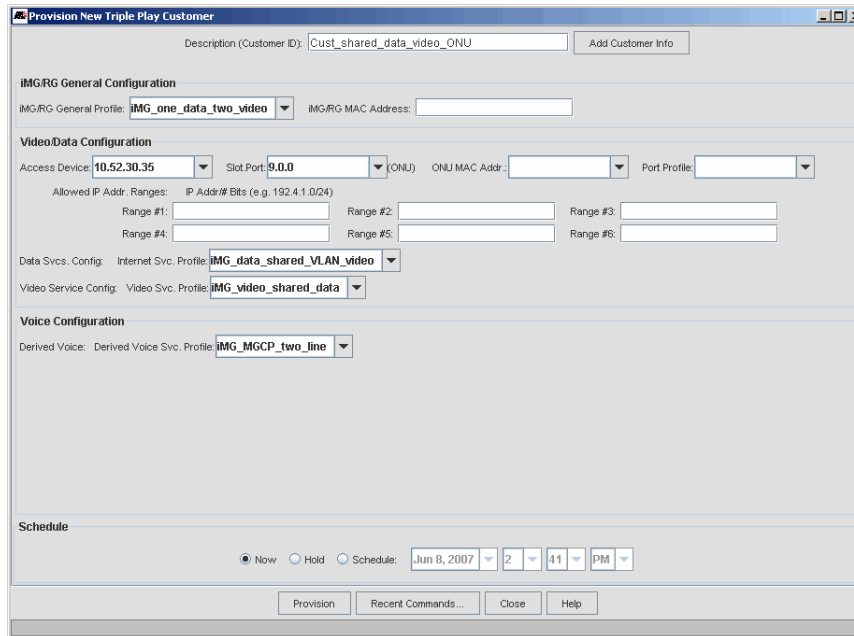 Provision New Triple Play Customer
Description (Customer ID): Cust_shared_data_video_ONU Add Customer Info
iMG/RG General Configuration
iMG/RG General Profile: iMG_one_data_two_video iMG/RG MAC Address:
Video/Data Configuration
Access Device: 10.52.30.35 Slot.Port: 9.0.0 (ONU) ONU MAC Addr.: Port Profile:
Allowed IP Addr. Ranges: IP Addr/# Bits (e.g. 192.4.1.0/24)
Range #1: Range #2: Range #3:
Range #4: Range #5: Range #6:
Data Svcs. Config: Internet Svc. Profile: iMG_data_shared_VLAN_video
Video Service Config: Video Svc. Profile: iMG_video_shared_data
Voice Configuration
Derived Voice: Derived Voice Svc. Profile: iMG_MGCP_two_line
Schedule
Now Hold Schedule: Jun 8, 2007 2 41 PM
Provision Recent Commands... Close Help